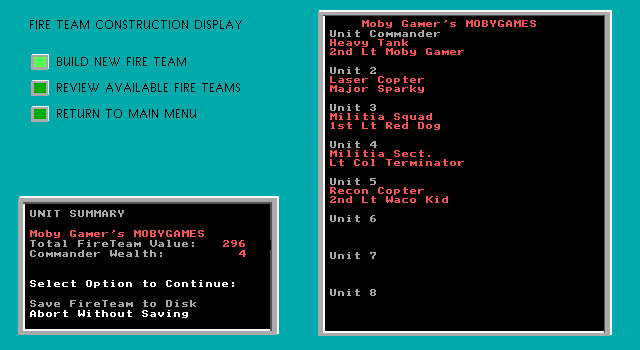 FIRE TEAM CONSTRUCTION DISPLAY
BUILD NEW FIRE TEAM
REVIEW AVAILABLE FIRE TEAMS
RETURN TO MAIN MENU
UNIT SUMMARY
Moby Gamer's MOBYGAMES
Total FireTeam Value: 296
Commander Wealth: 4
Select Option to Continue:
Save FireTeam to Disk
Abort Without Saving
Moby Gamer's MOBYGAMES
Unit Commander
Heavy Tank
2nd Lt Moby Gamer
Unit 2
Laser Copter
Major Sparky
Unit 3
Militia Squad
1st Lt Red Dog
Unit 4
Militia Sect.
Lt Col Terminator
Unit 5
Recon Copter
2nd Lt Waco Kid
Unit 6
Unit 7
Unit 8